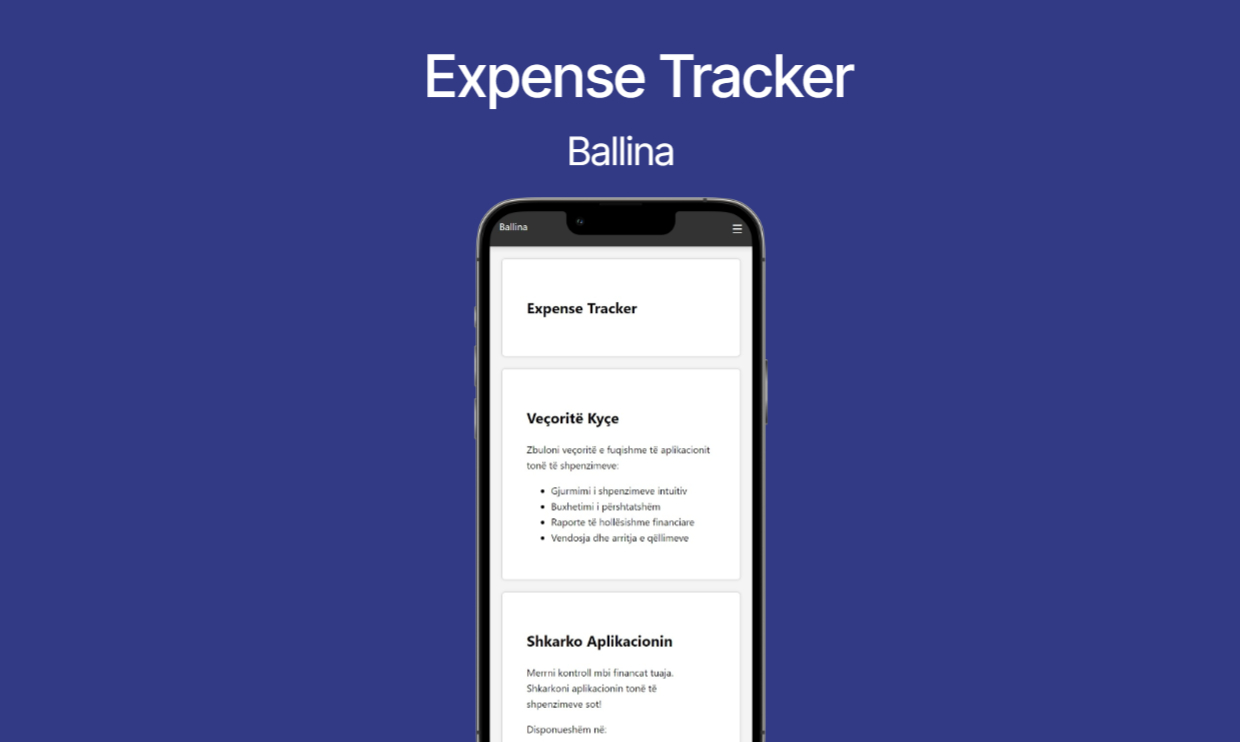 Expense Tracker
Ballina
Ballina
Expense Tracker
Veçoritë Kyçe
Zbuloni veçoritë e fuqishme të aplikacionit
tonë të shpenzimeve:
Gjurmimi i shpenzimeve intuitiv
Buxhetimi i përshtatshëm
Raporte të hollësishme financiare
Vendosja dhe arritja e qëllimeve
Shkarko Aplikacionin
Merrni kontroll mbi financat tuaja.
Shkarkoni aplikacionin tonë të
shpenzimeve sot!
Disponueshëm në: